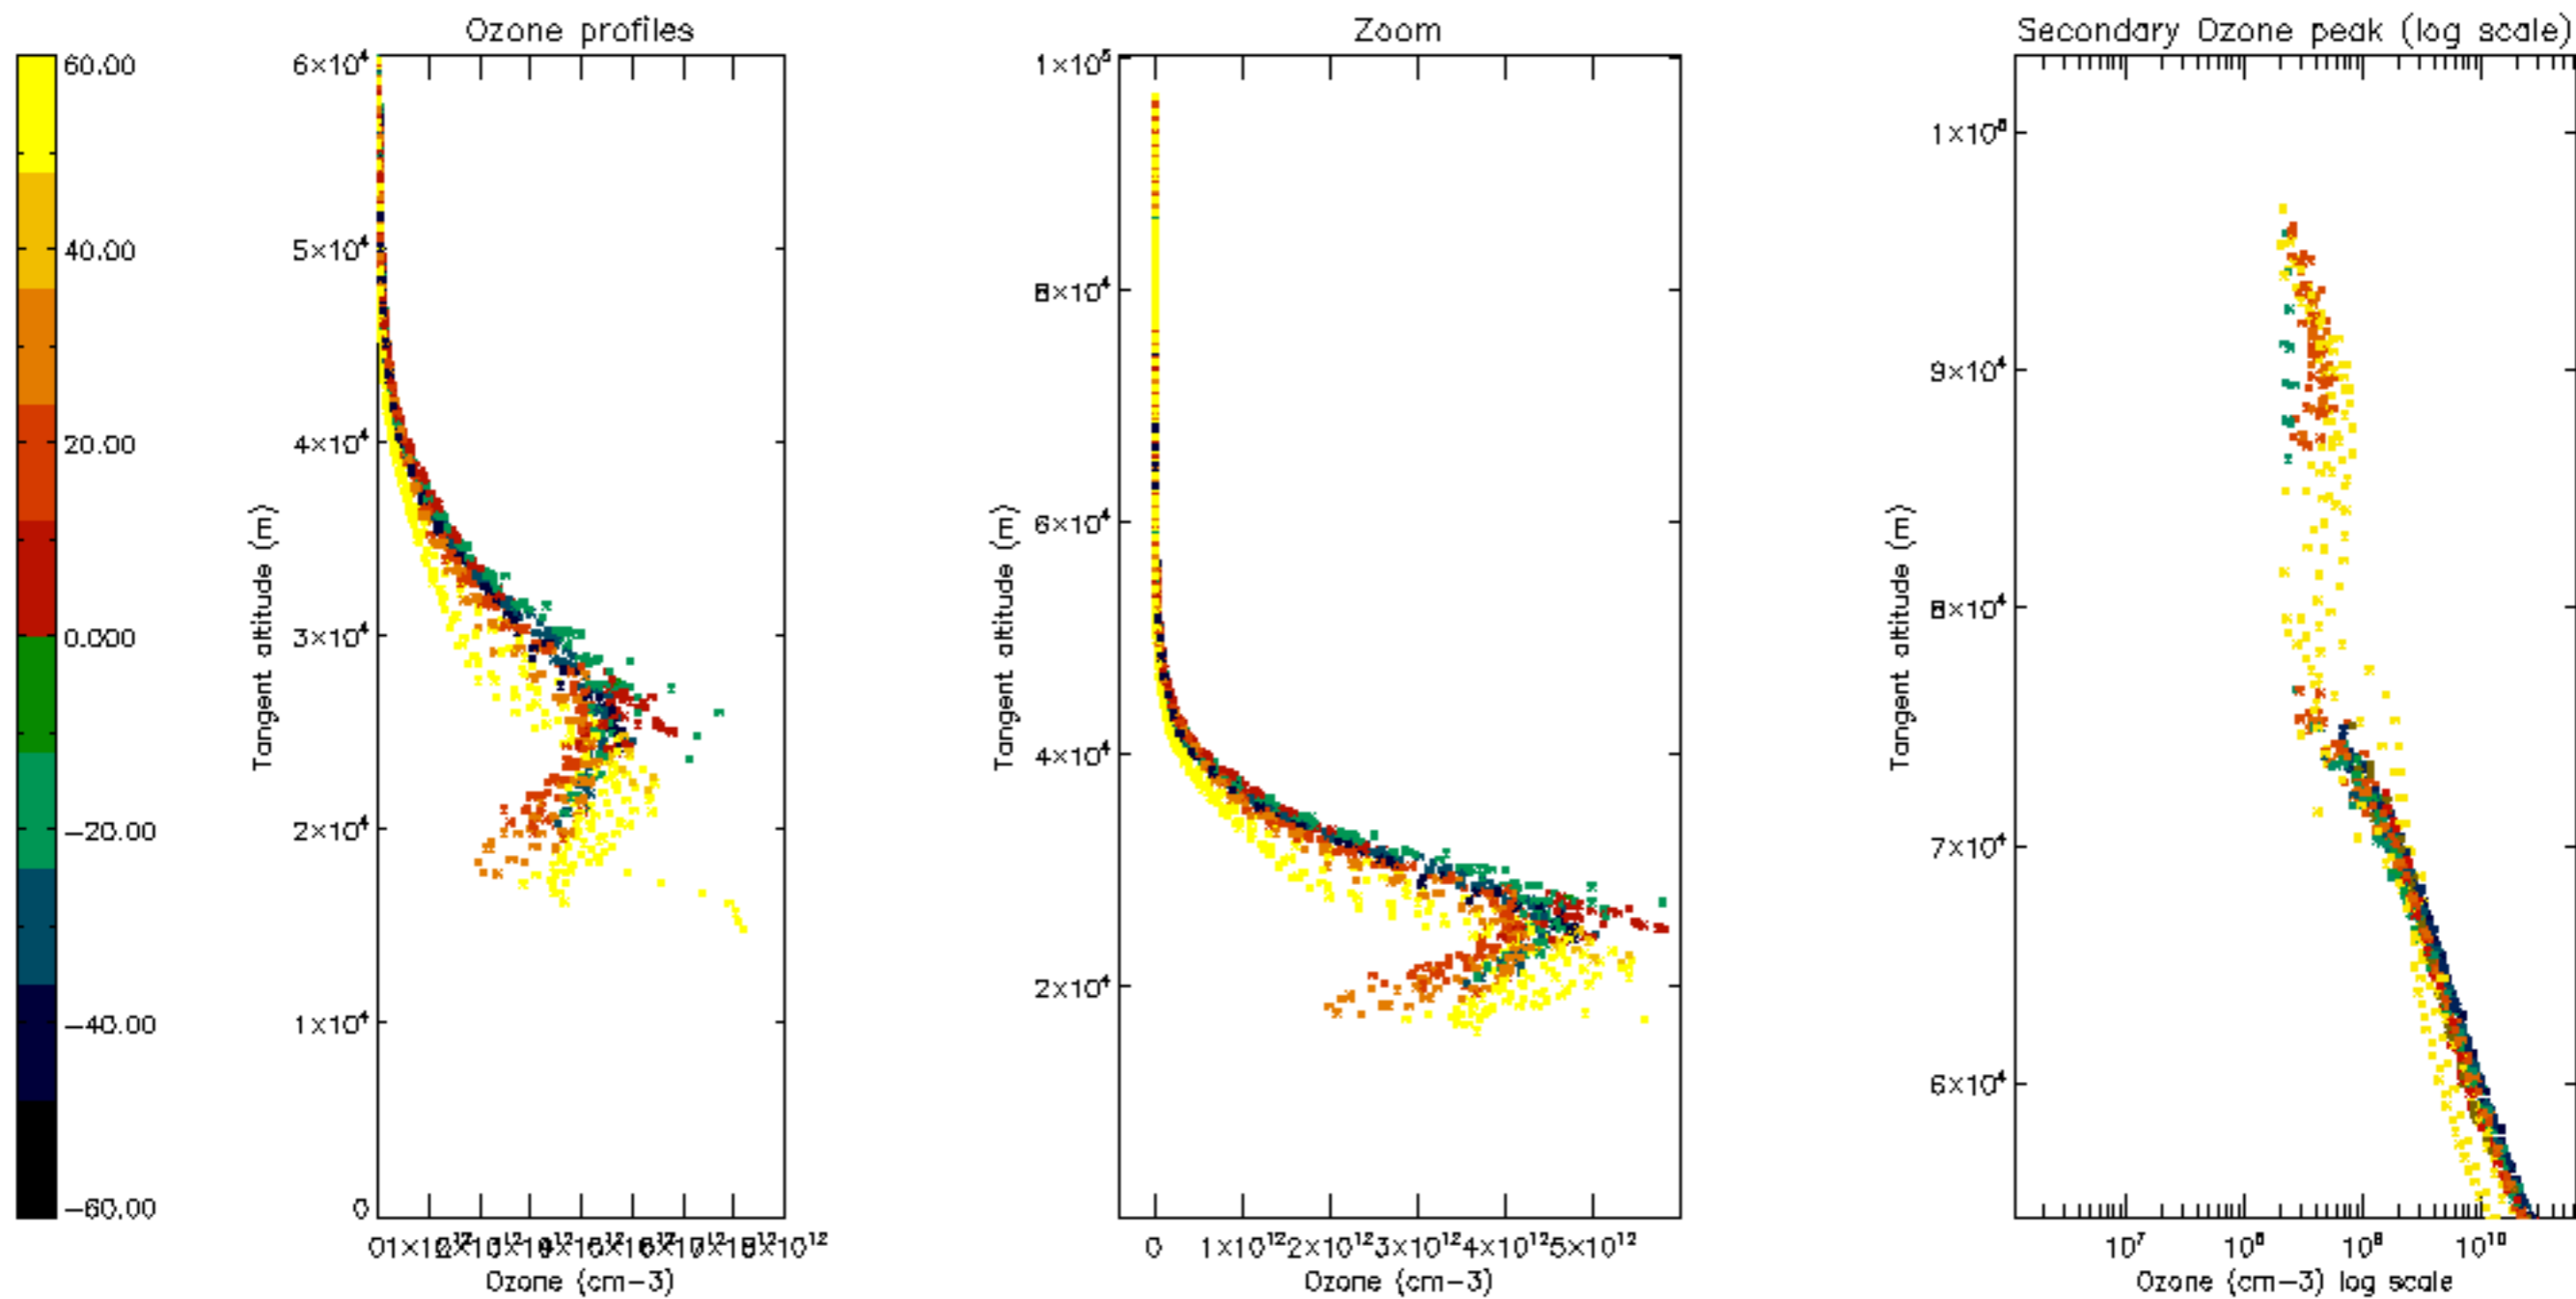 Ozone profiles
Zoom
Secondary Ozone peak (log scale)
60.00
40.00
20.00
0.000
-20.00
-40.00
-60.00
6×10⁴
5×10⁴
4×10⁴
3×10⁴
2×10⁴
1×10⁴
0
Tangent altitude (m)
Ozone (cm-3)
1×10⁵
8×10⁴
6×10⁴
4×10⁴
2×10⁴
Tangent altitude (m)
0 1×10¹² 2×10¹² 3×10¹² 4×10¹² 5×10¹²
Ozone (cm-3)
9×10⁴
8×10⁴
7×10⁴
6×10⁴
Tangent altitude (m)
10⁷ 10⁸ 10⁹ 10¹⁰
Ozone (cm-3) log scale